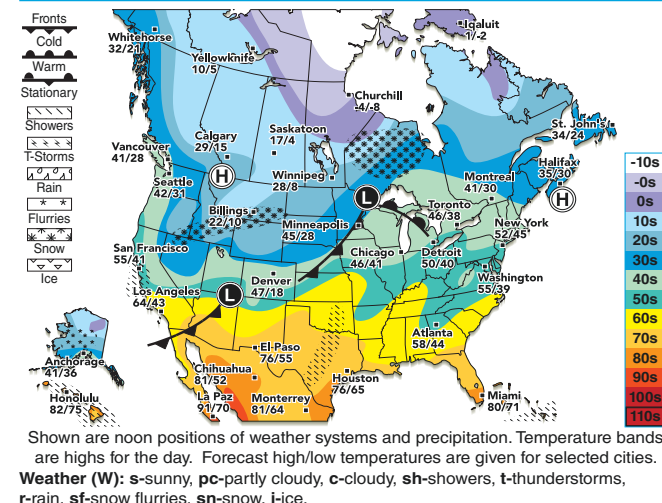 Fronts
Cold
Warm
Stationary
Showers
T-Storms
Rain
Flurries
Snow
Ice
Whitehorse
32/21
Yellowknife
10/5
Iqaluit
1/-2
Churchill
-4/-8
Vancouver
41/28
Calgary
29/15
Saskatoon
17/4
Winnipeg
28/8
St. John's
34/24
Halifax
35/30
Seattle
42/31
H
Billings
22/10
Minneapolis
45/28
L
Montreal
41/30
Toronto
46/38
H
New York
52/45
San Francisco
55/41
Denver
47/18
Chicago
46/41
Detroit
50/40
Washington
55/39
Los Angeles
64/43
L
Atlanta
58/44
El Paso
76/55
Anchorage
41/36
Chihuahua
81/52
Houston
76/65
Honolulu
82/75
La Paz
91/70
Monterrey
81/64
Miami
80/71
-10s
-0s
0s
10s
20s
30s
40s
50s
60s
70s
80s
90s
100s
110s
Shown are noon positions of weather systems and precipitation. Temperature bands
are highs for the day. Forecast high/low temperatures are given for selected cities.
Weather (W): s-sunny, pc-partly cloudy, c-cloudy, sh-showers, t-thunderstorms,
r-rain, sf-snow flurries, sn-snow, i-ice.